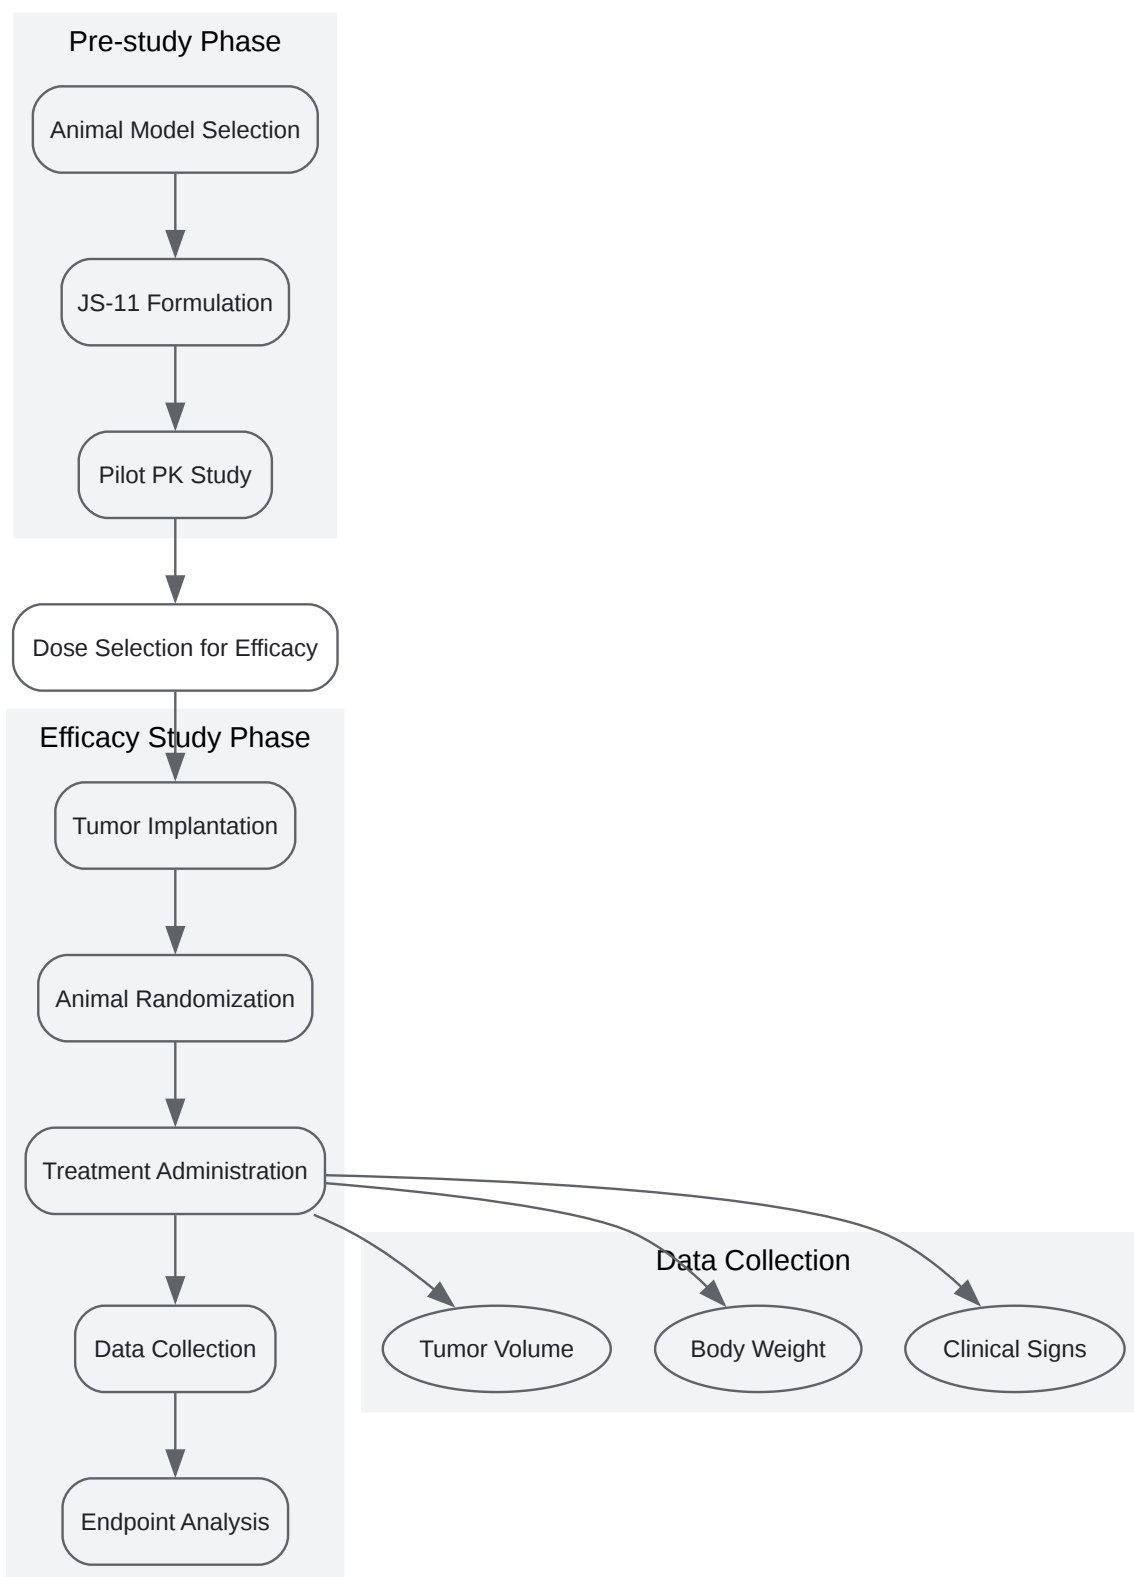 Pre-study Phase
Animal Model Selection
JS-11 Formulation
Pilot PK Study
Dose Selection for Efficacy
Efficacy Study Phase
Tumor Implantation
Animal Randomization
Treatment Administration
Data Collection
Endpoint Analysis
Data Collection
Tumor Volume
Body Weight
Clinical Signs